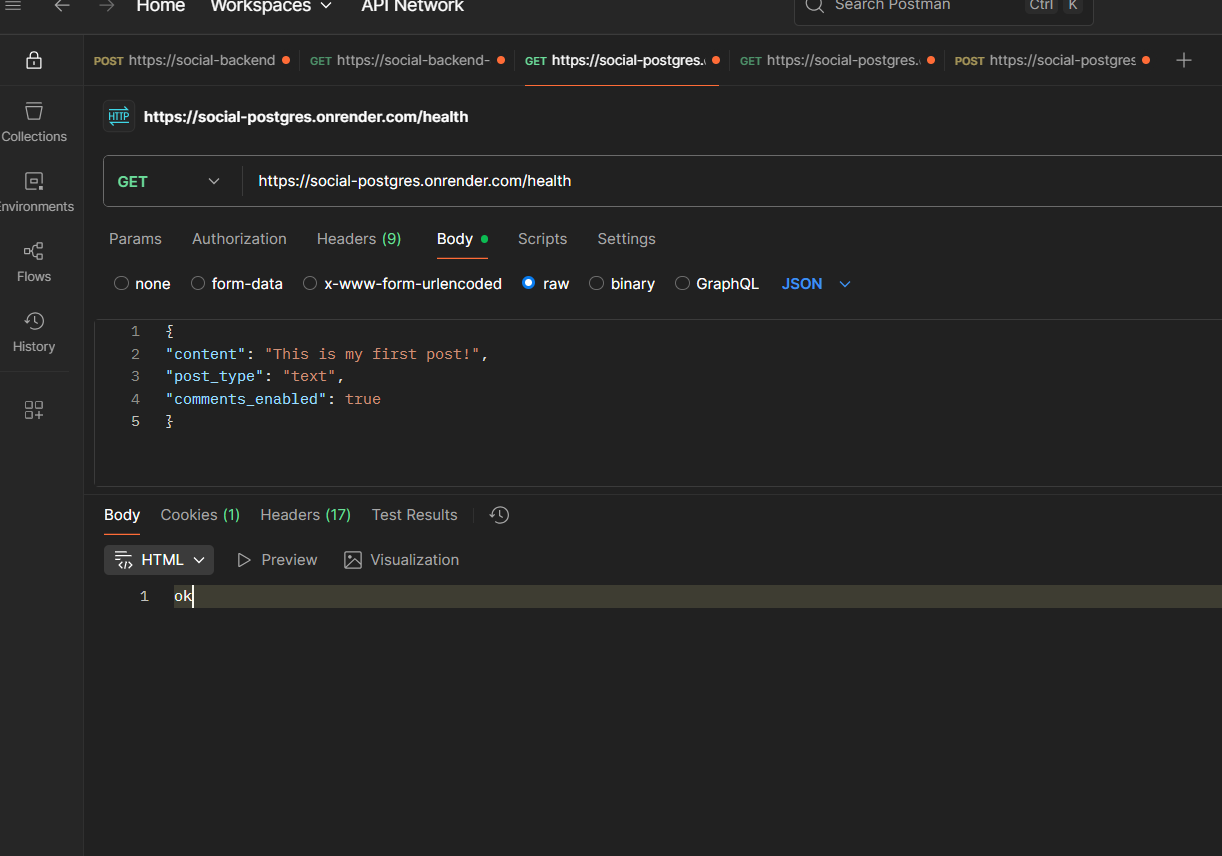 Home Workspaces API Network Search Postman Ctrl K
POST https://social-backend GET https://social-backend- GET https://social-postgres. GET https://social-postgres. POST https://social-postgres
HTTP https://social-postgres.onrender.com/health
Collections
GET https://social-postgres.onrender.com/health
nvironments
Params Authorization Headers (9) Body Scripts Settings
Flows
none form-data x-www-form-urlencoded raw binary GraphQL JSON
History
1 {
2 "content": "This is my first post!",
3 "post_type": "text",
4 "comments_enabled": true
5 }
Body Cookies (1) Headers (17) Test Results
HTML Preview Visualization
1 ok